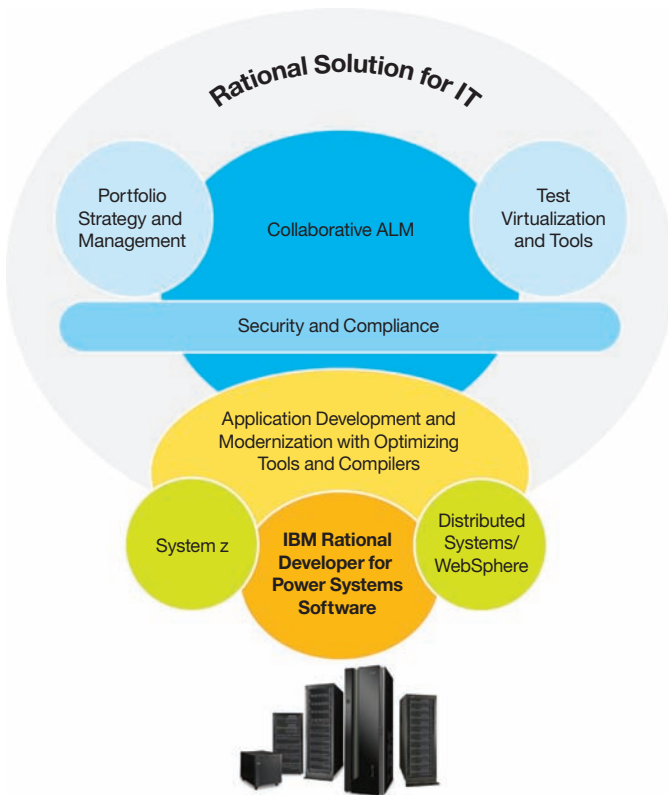 Rational Solution for IT
Portfolio
Strategy and
Management
Collaborative ALM
Test
Virtualization
and Tools
Security and Compliance
Application Development and
Modernization with Optimizing
Tools and Compilers
System z
IBM Rational
Developer for
Power Systems
Software
Distributed
Systems/
WebSphere